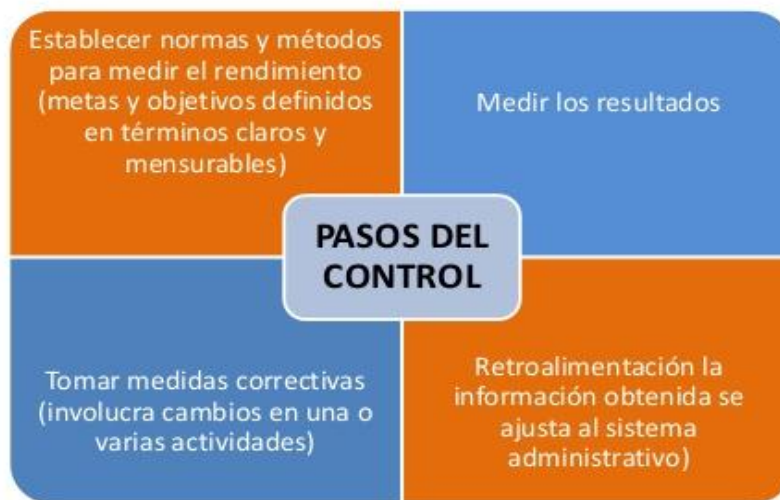 Establecer normas y métodos
para medir el rendimiento
(metas y objetivos definidos
en términos claros y
mensurables)
Medir los resultados
PASOS DEL
CONTROL
Tomar medidas correctivas
(involucra cambios en una o
varias actividades)
Retroalimentación la
información obtenida se
ajusta al sistema
administrativo)